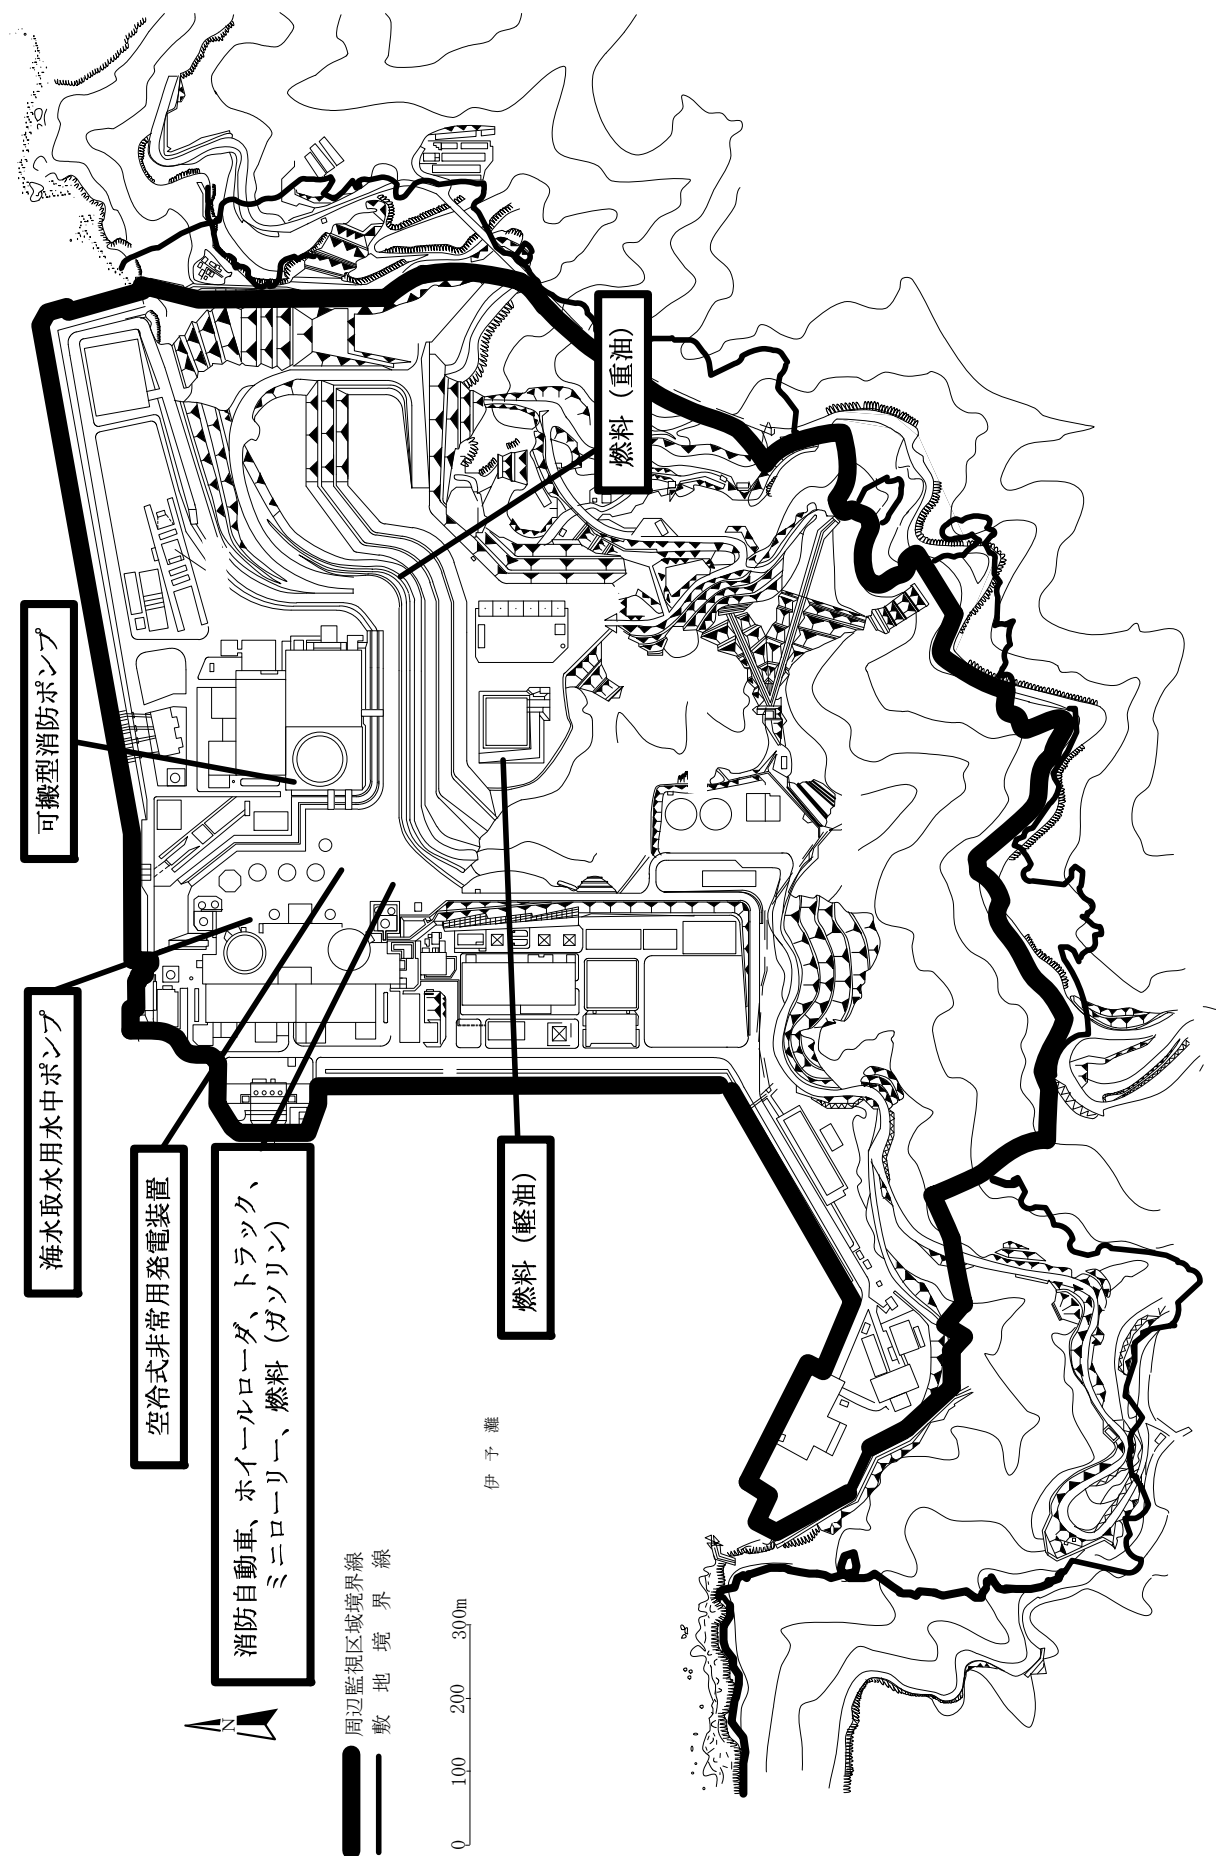 可搬型消防ポンプ
海水取水用水中ポンプ
空冷式非常用発電装置
消防自動車、ホイールローダ、トラック、
ミニローリー、燃料（ガソリン）
燃料（軽油）
燃料（重油）
伊予灘
N
周辺監視区域境界線
敷地境界線
0 100 200 300m